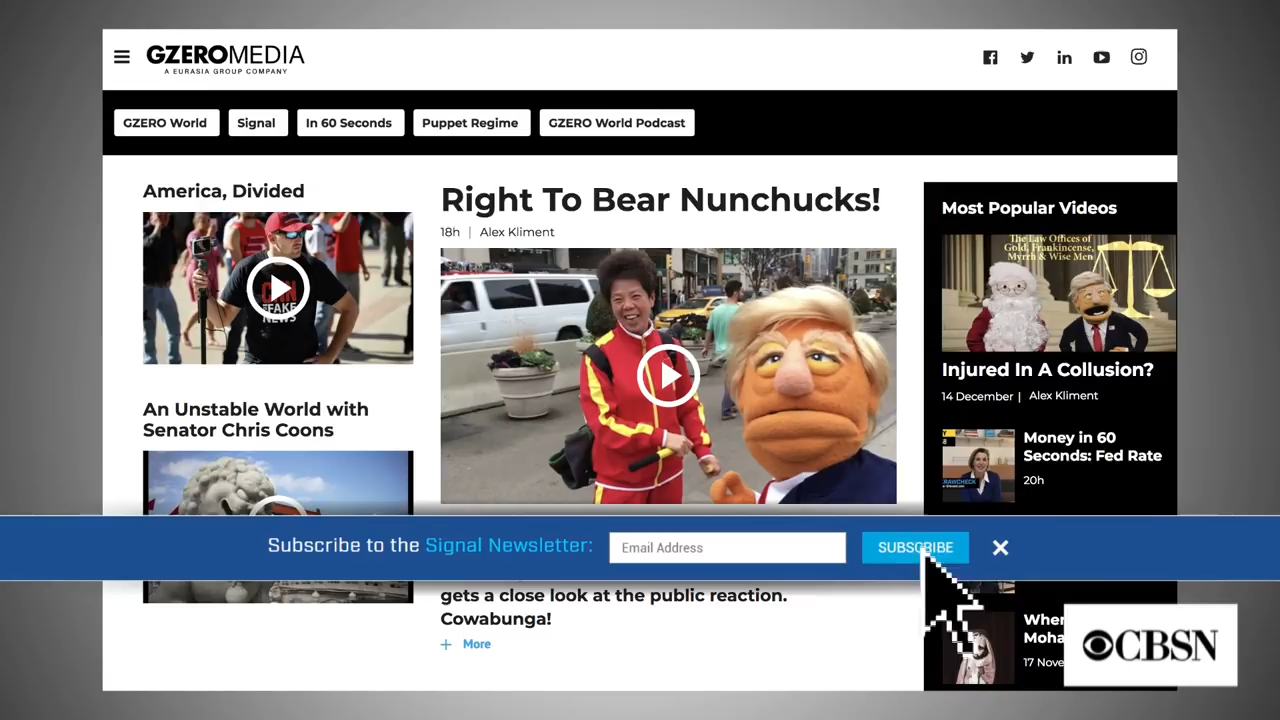 GZEROMEDIA
A EURASIA GROUP COMPANY
GZERO World
Signal
In 60 Seconds
Puppet Regime
GZERO World Podcast
America, Divided
CNN
FAKE
NEWS
An Unstable World with
Senator Chris Coons
Right To Bear Nunchucks!
18h | Alex Kliment
gets a close look at the public reaction.
Cowabunga!
+ More
Most Popular Videos
The Law Offices of
Gold, Frankincense,
Myrrh & Wise Men
Injured In A Collusion?
14 December | Alex Kliment
Money in 60
Seconds: Fed Rate
20h
Subscribe to the Signal Newsletter:
Email Address
SUBSCRIBE
17
CBSN